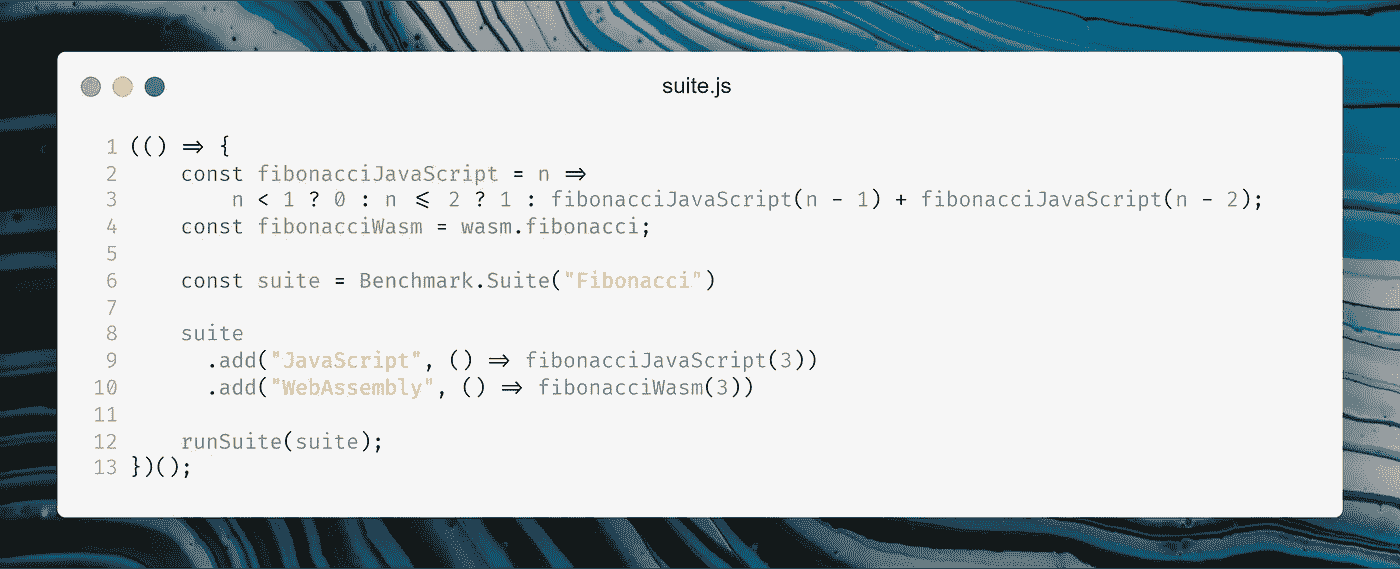 suite.js
1 (() => {
2 const fibonacciJavaScript = n =>
3 n < 1 ? 0 : n <= 2 ? 1 : fibonacciJavaScript(n - 1) + fibonacciJavaScript(n - 2);
4 const fibonacciWasm = wasm.fibonacci;
5
6 const suite = Benchmark.Suite("Fibonacci")
7
8 suite
9 .add("JavaScript", () => fibonacciJavaScript(3))
10 .add("WebAssembly", () => fibonacciWasm(3))
11
12 runSuite(suite);
13 })();